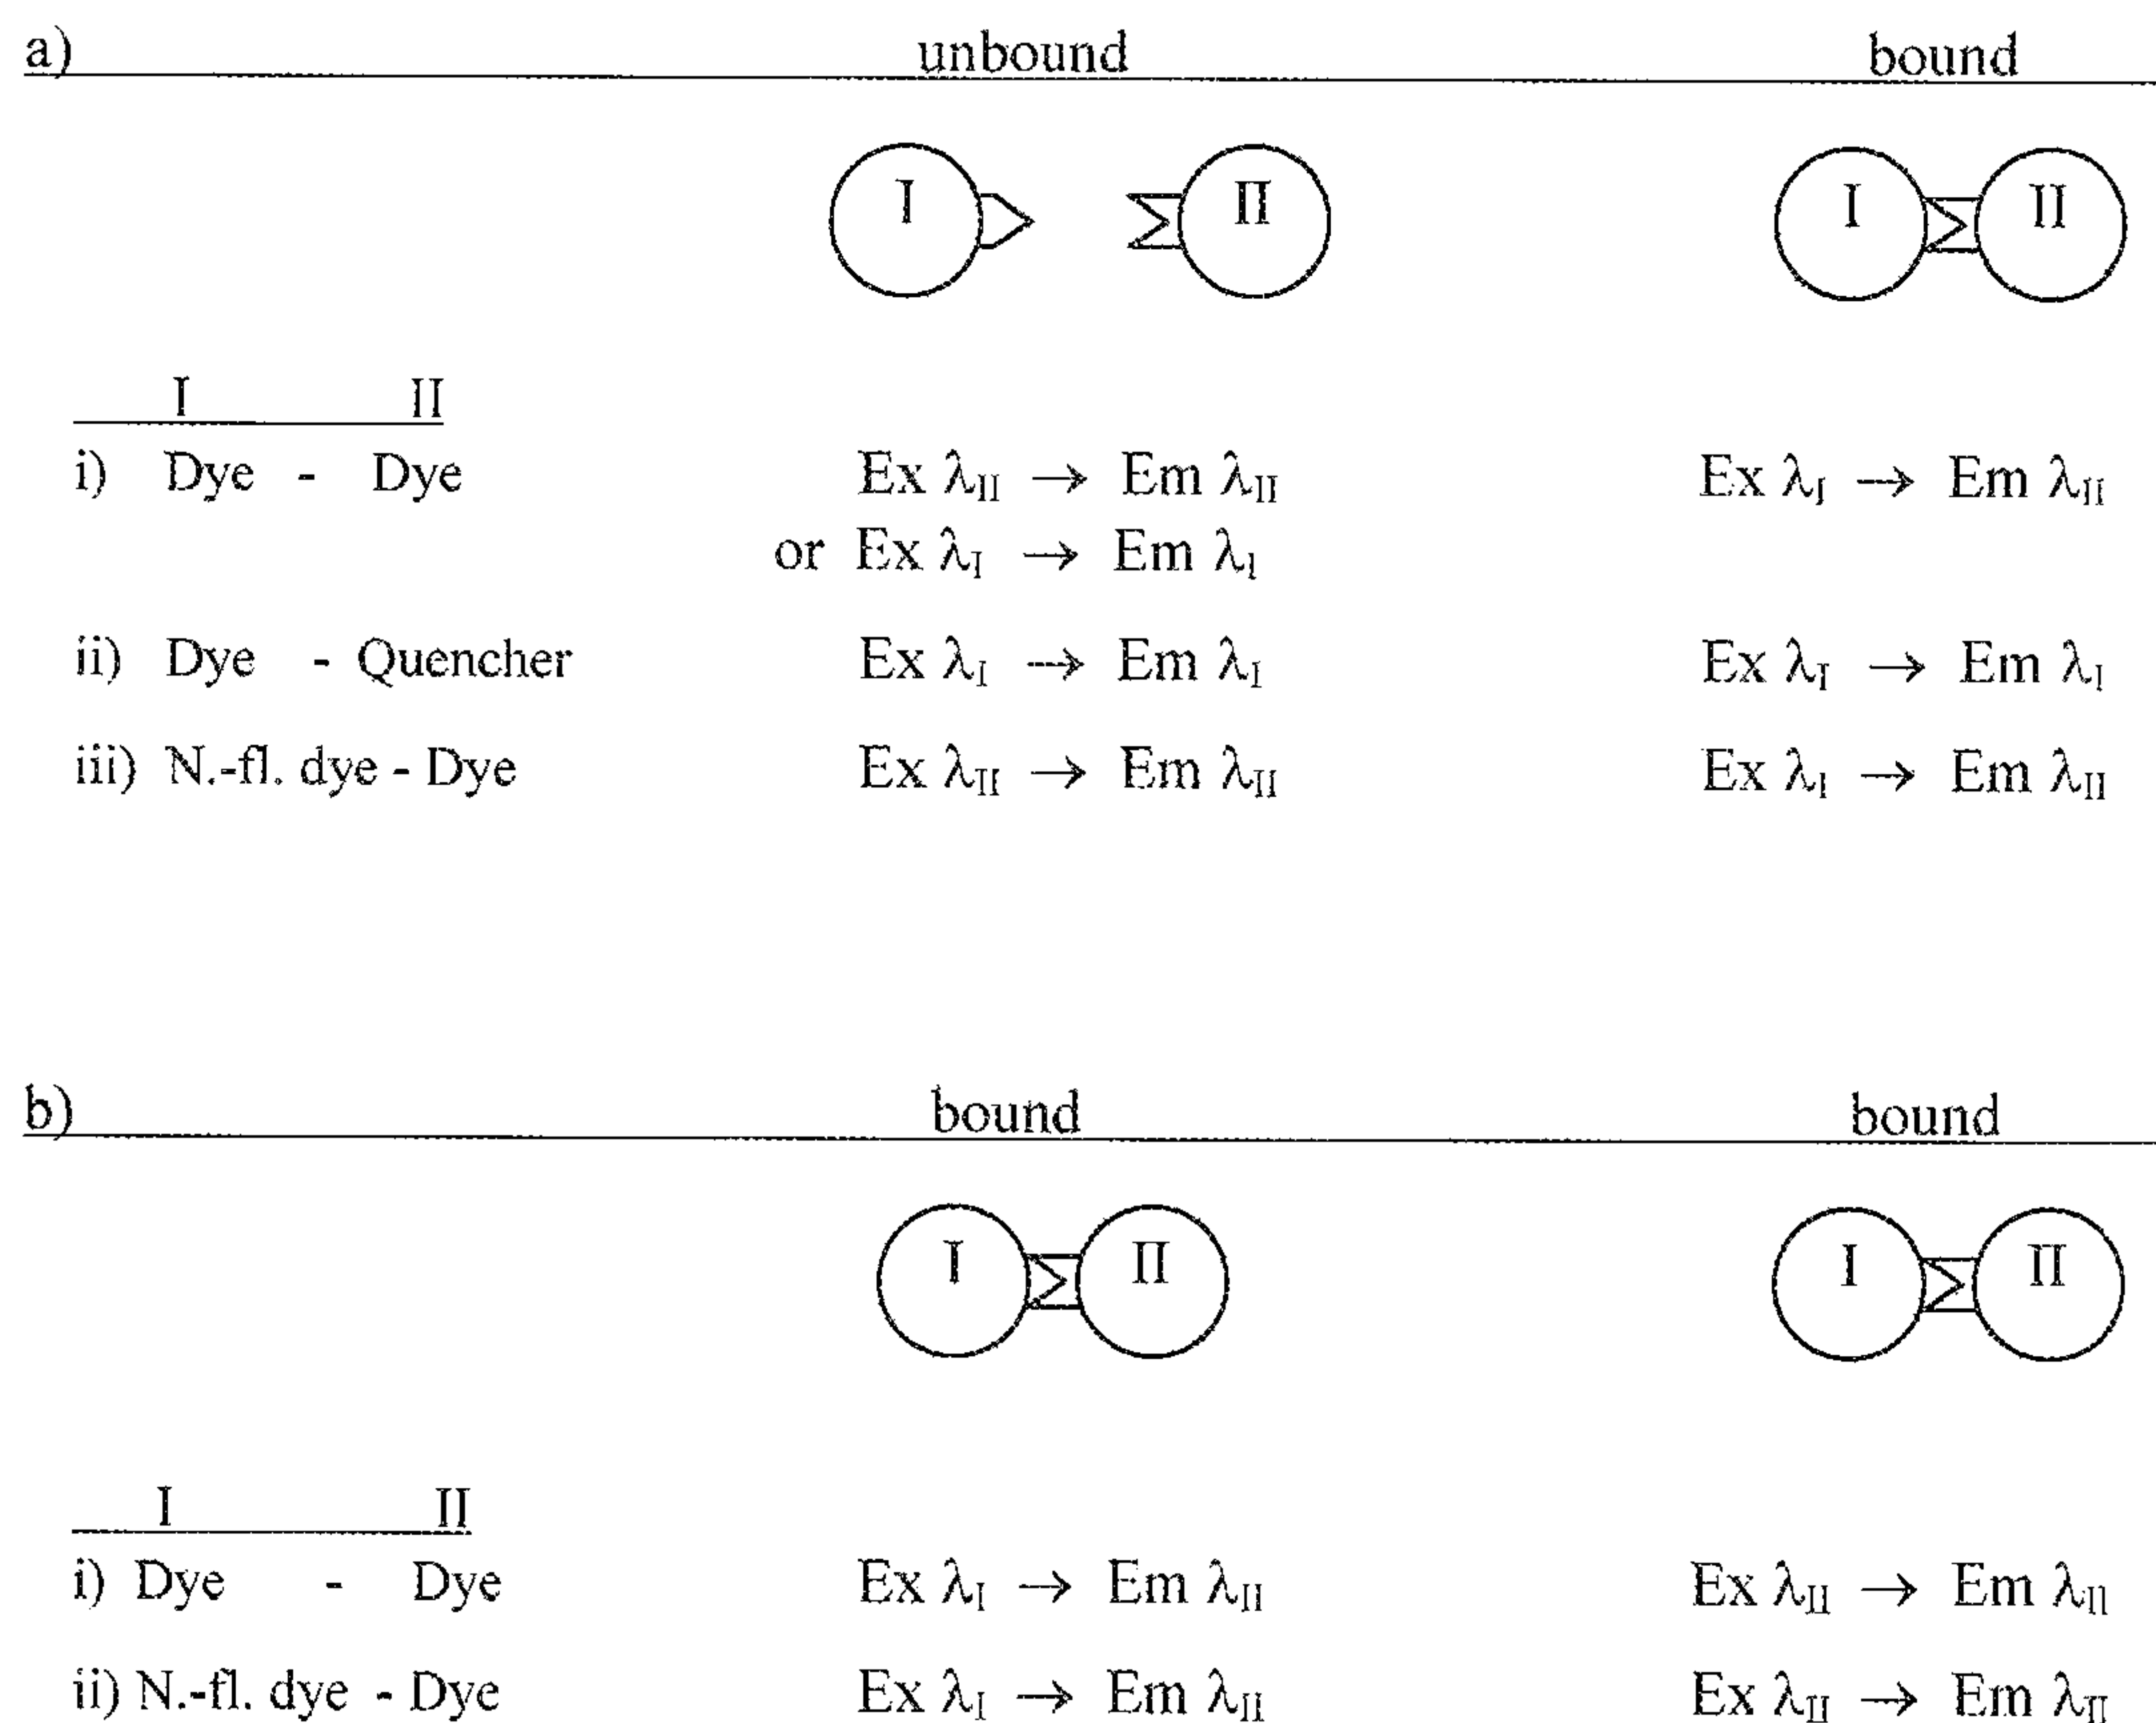 a) unbound bound
I II I II
I II
i) Dye - Dye Ex λII → Em λII Ex λI → Em λII
or Ex λI → Em λI
ii) Dye - Quencher Ex λI → Em λI Ex λI → Em λI
iii) N.-fl. dye - Dye Ex λII → Em λII Ex λI → Em λII
b) bound bound
I II I II
I II
i) Dye - Dye Ex λI → Em λII Ex λII → Em λII
ii) N.-fl. dye - Dye Ex λI → Em λII Ex λII → Em λII